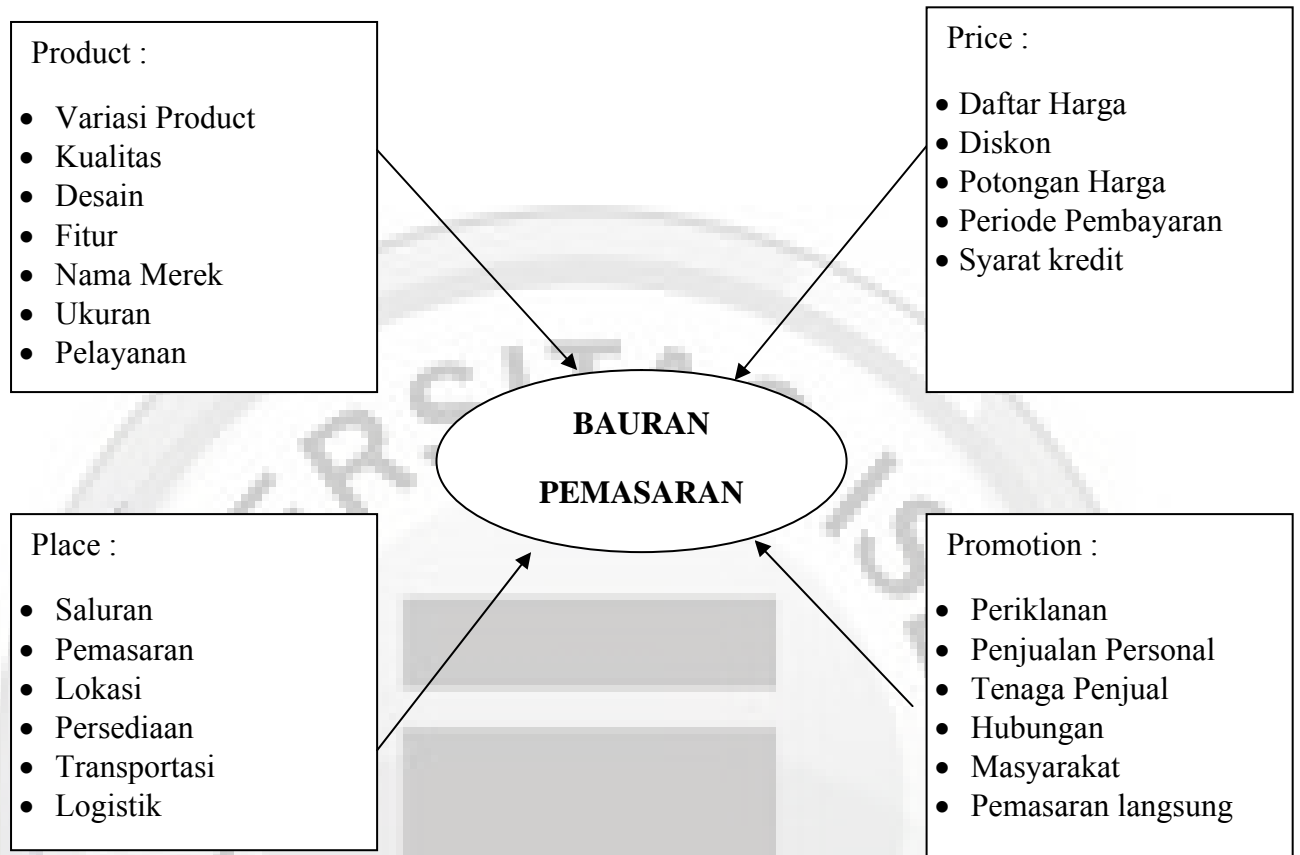 Product :
• Variasi Product
• Kualitas
• Desain
• Fitur
• Nama Merek
• Ukuran
• Pelayanan
Price :
• Daftar Harga
• Diskon
• Potongan Harga
• Periode Pembayaran
• Syarat kredit
BAURAN
PEMASARAN
Place :
• Saluran
• Pemasaran
• Lokasi
• Persediaan
• Transportasi
• Logistik
Promotion :
• Periklanan
• Penjualan Personal
• Tenaga Penjual
• Hubungan
• Masyarakat
• Pemasaran langsung